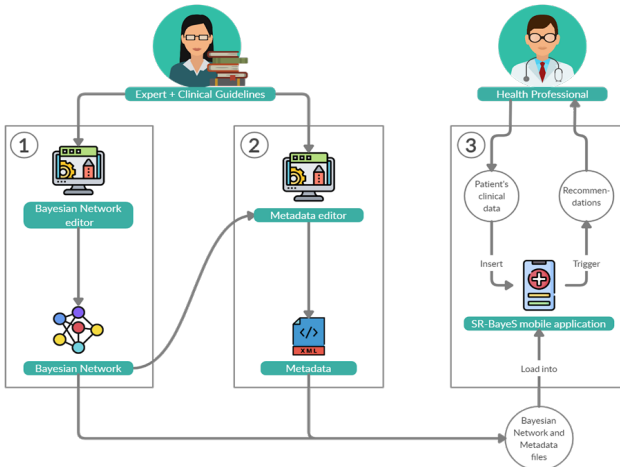 Expert + Clinical Guidelines
Health Professional
1
2
3
Bayesian Network
editor
Metadata editor
Patient's
clinical
data
Recommen-
dations
Insert
Trigger
XML
SR-BayeS mobile application
Bayesian Network
Metadata
Load into
Bayesian
Network and
Metadata
files